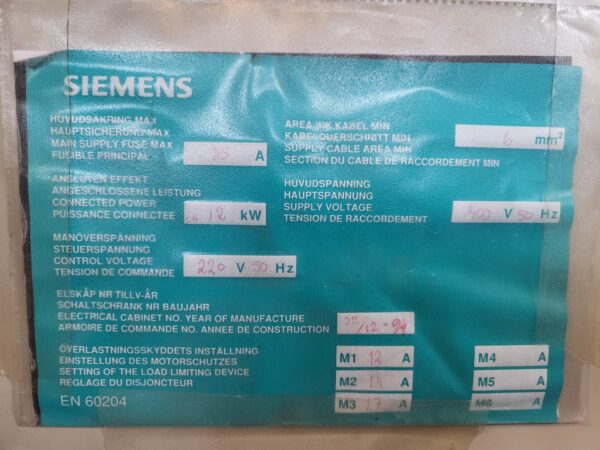 SIEMENS
HUVUDSÄKRING MAX
HAUPTSICHERUNG MAX
MAIN SUPPLY FUSE MAX
FUSIBLE PRINCIPAL
A
AREA INK KABEL MIN
KABELQUERSCHNITT MIN
SUPPLY CABLE AREA MIN
SECTION DU CABLE DE RACCORDEMENT MIN
6 mm²
ANSLUTEN EFFEKT
ANGESCHLOSSENE LEISTUNG
CONNECTED POWER
PUISSANCE CONNECTEE
12 kW
HUVUDSPÄNNING
HAUPTSPANNUNG
SUPPLY VOLTAGE
TENSION DE RACCORDEMENT
400 V 50 Hz
MANÖVERSPÄNNING
STEUERSPANNUNG
CONTROL VOLTAGE
TENSION DE COMMANDE
220 V 50 Hz
ELSKÅP NR TILLV-ÅR
SCHALTSCHRANK NR BAUJAHR
ELECTRICAL CABINET NO. YEAR OF MANUFACTURE
ARMOIRE DE COMMANDE NO. ANNEE DE CONSTRUCTION
/12-94
ÖVERLASTNINGSSKYDDETS INSTÄLLNING
EINSTELLUNG DES MOTORSCHUTZES
SETTING OF THE LOAD LIMITING DEVICE
REGLAGE DU DISJONCTEUR
M1 12 A
M2 14 A
M3 17 A
M4 A
M5 A
M6 A
EN 60204